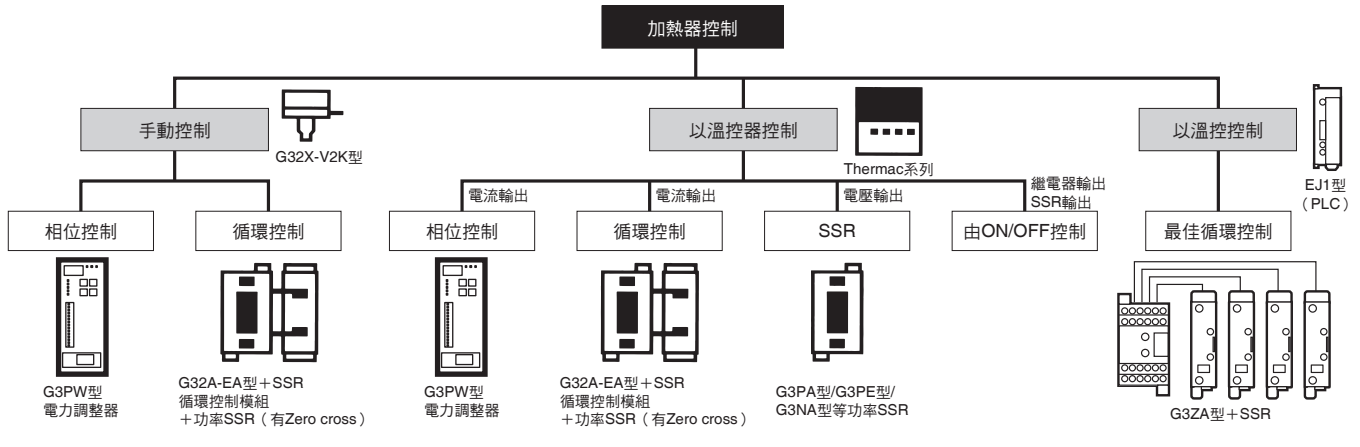 加熱器控制
手動控制
G32X-V2K型
以溫控器控制
Thermac系列
以溫控控制
EJ1型
（PLC）
電流輸出
電流輸出
電壓輸出
繼電器輸出
SSR輸出
相位控制
循環控制
相位控制
循環控制
SSR
由ON/OFF控制
最佳循環控制
G3PW型
電力調整器
G32A-EA型＋SSR
循環控制模組
＋功率SSR（有Zero cross）
G3PW型
電力調整器
G32A-EA型＋SSR
循環控制模組
＋功率SSR（有Zero cross）
G3PA型/G3PE型/
G3NA型等功率SSR
G3ZA型＋SSR